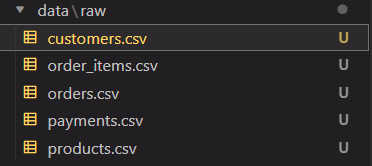 data\raw
customers.csv U
order_items.csv U
orders.csv U
payments.csv U
products.csv U